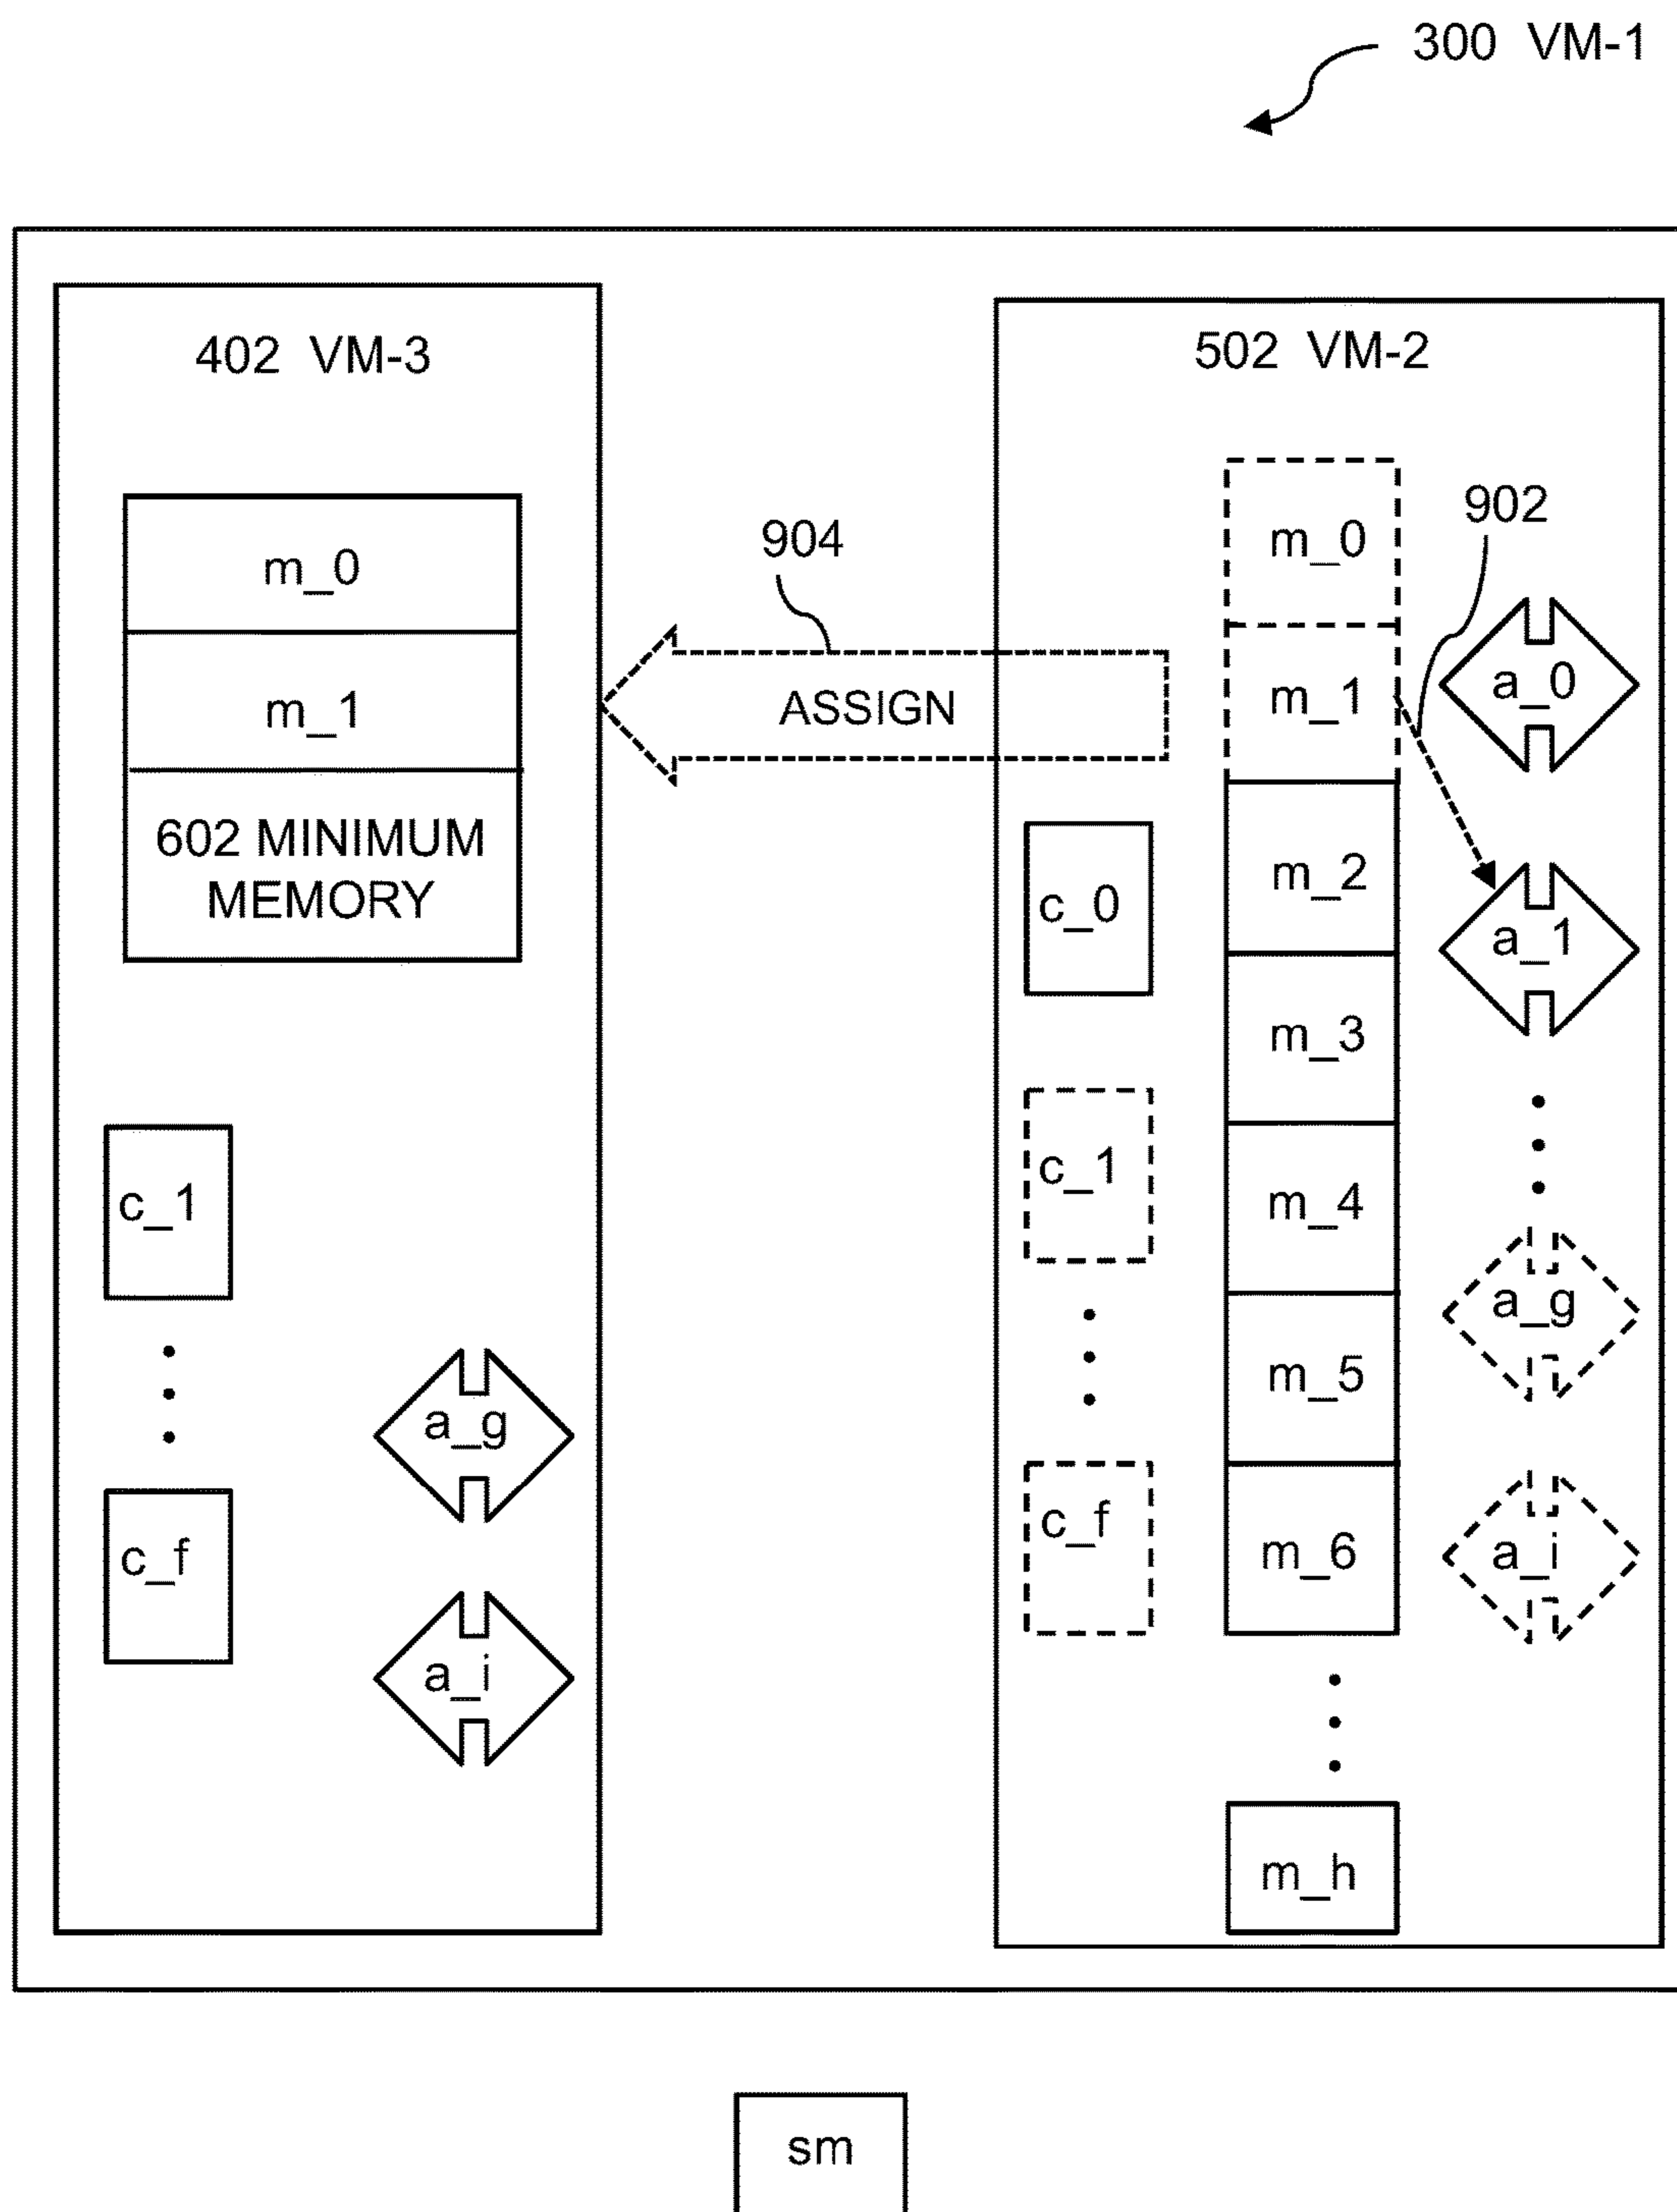 300 VM-1
402 VM-3
m_0
m_1
602 MINIMUM
MEMORY
c_1
c_f
a_g
a_i
904
ASSIGN
502 VM-2
902
m_0
m_1
m_2
m_3
m_4
m_5
m_6
m_h
c_0
c_1
c_f
a_0
a_1
a_g
a_i
sm